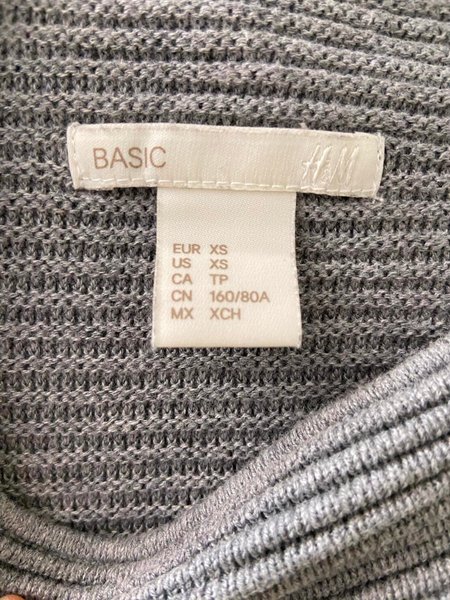 BASIC H&M
EUR XS
US XS
CA TP
CN 160/80A
MX XCH